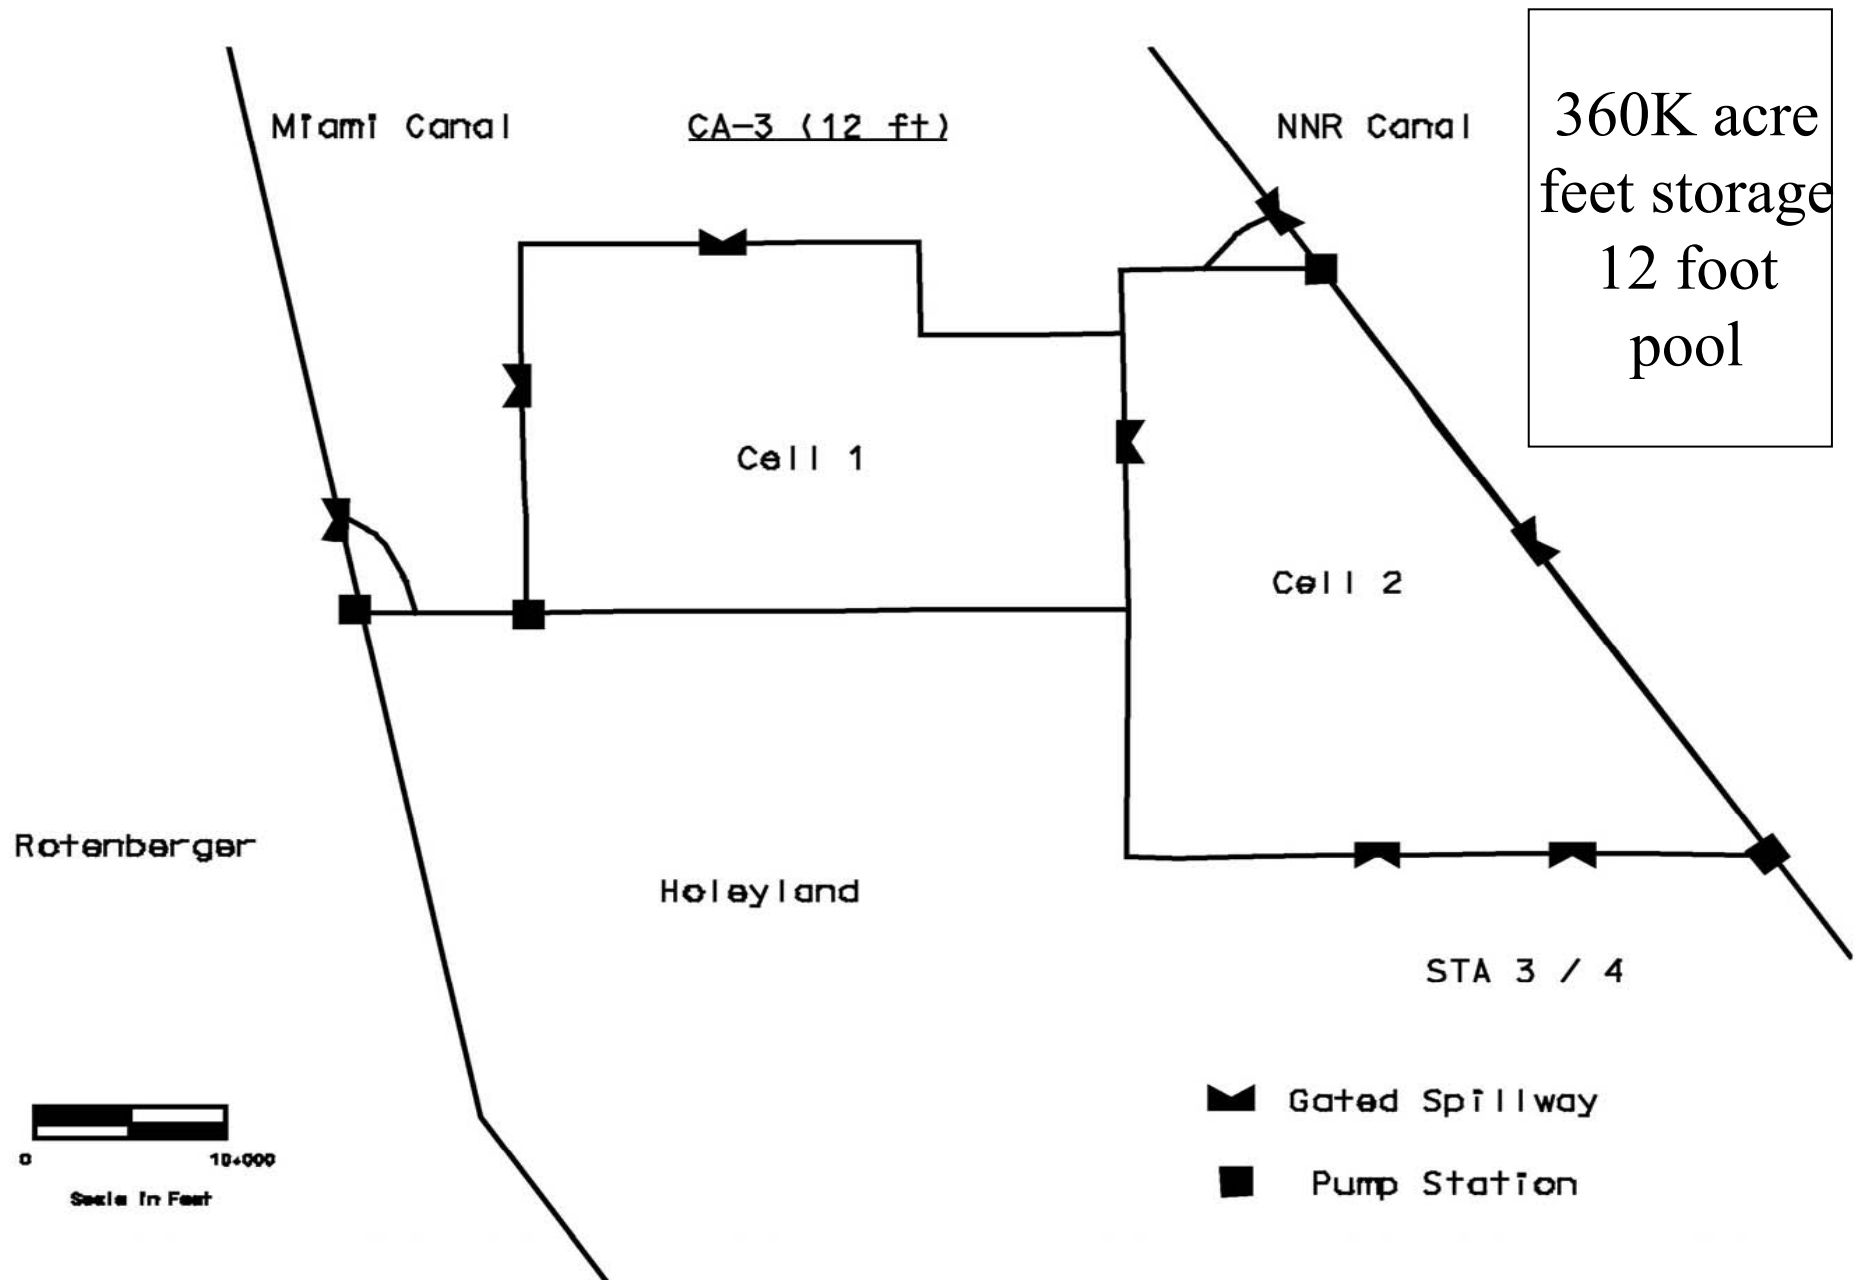 Miami Canal
CA-3 (12 ft)
NNR Canal
360K acre
feet storage
12 foot
pool
Cell 1
Cell 2
Rotenberger
Holeyland
STA 3 / 4
Gated Spillway
Pump Station
0 10,000
Scale in Feet